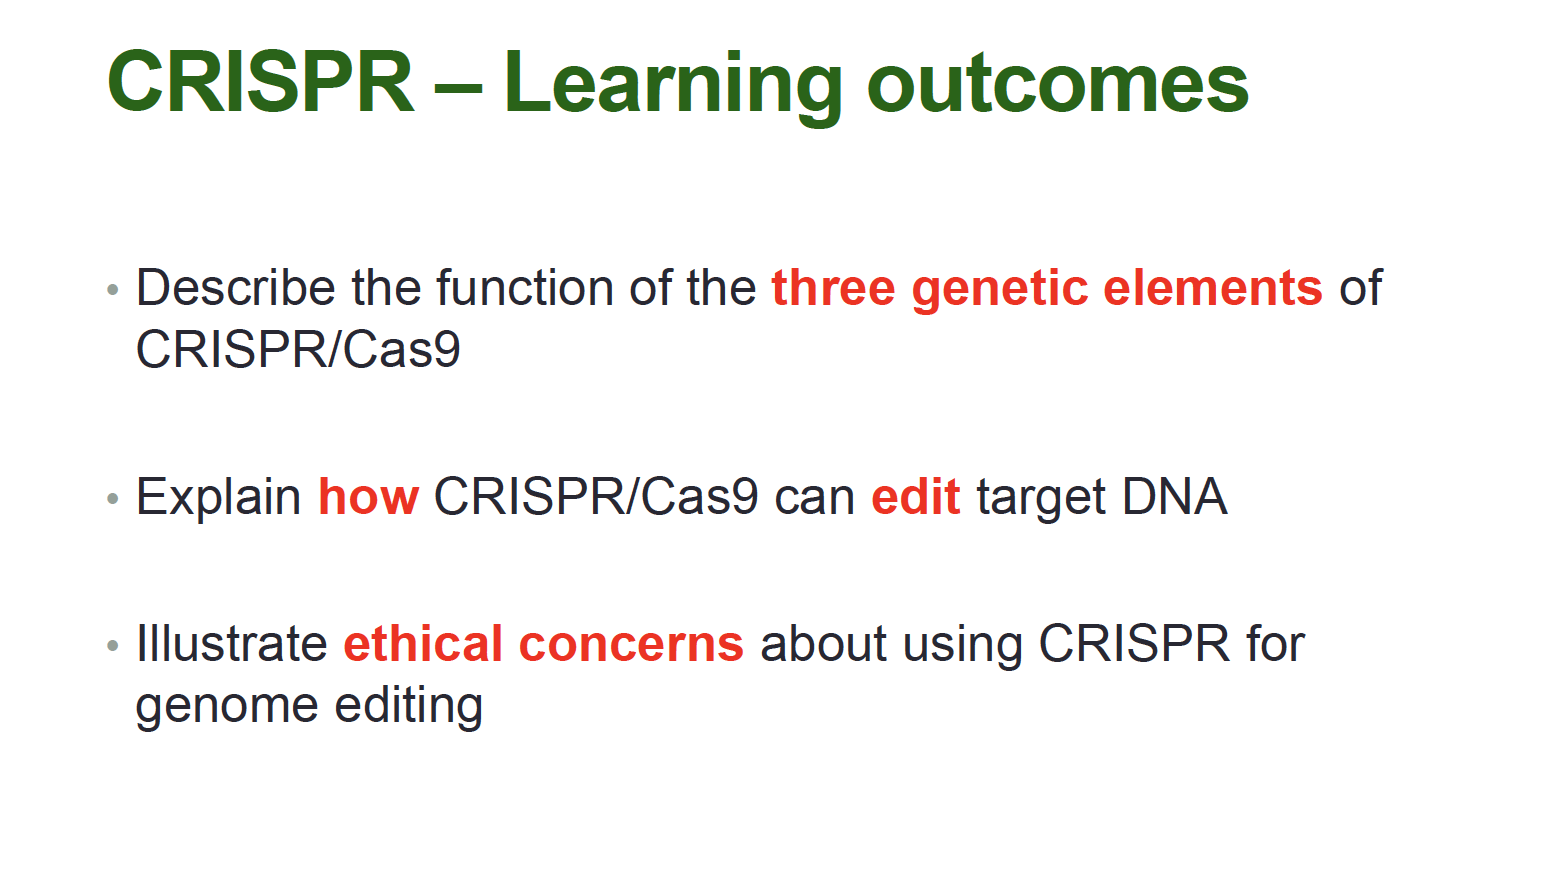 CRISPR – Learning outcomes
• Describe the function of the three genetic elements of
CRISPR/Cas9
• Explain how CRISPR/Cas9 can edit target DNA
• Illustrate ethical concerns about using CRISPR for
genome editing